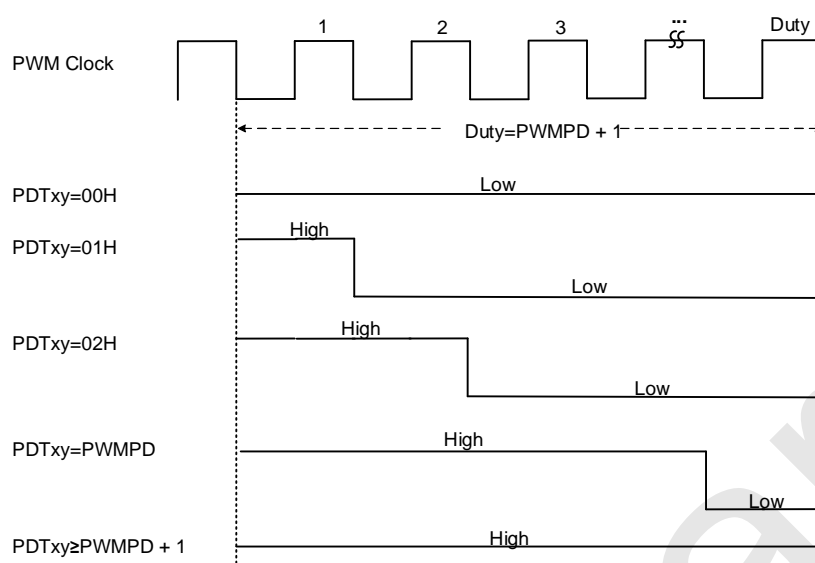 1 2 3 ... Duty
SS
PWM Clock
Duty=PWMPD + 1
PDTxy=00H Low
High
PDTxy=01H
Low
High
PDTxy=02H
Low
PDTxy=PWMPD High
Low
PDTxy≥PWMPD + 1 High